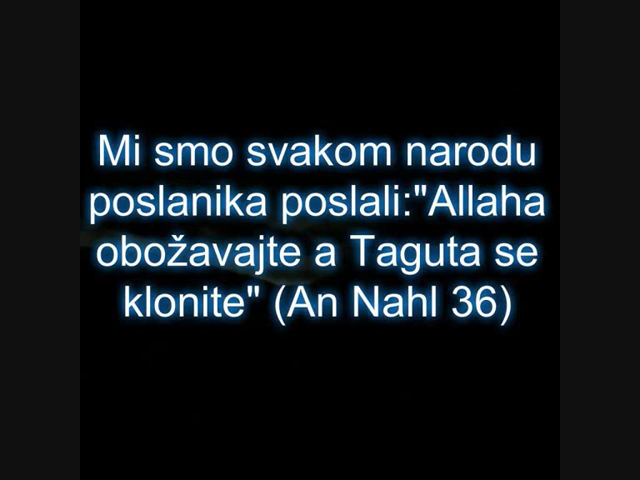 Mi smo svakom narodu
poslanika poslali:"Allaha
obožavajte a Taguta se
klonite" (An Nahl 36)